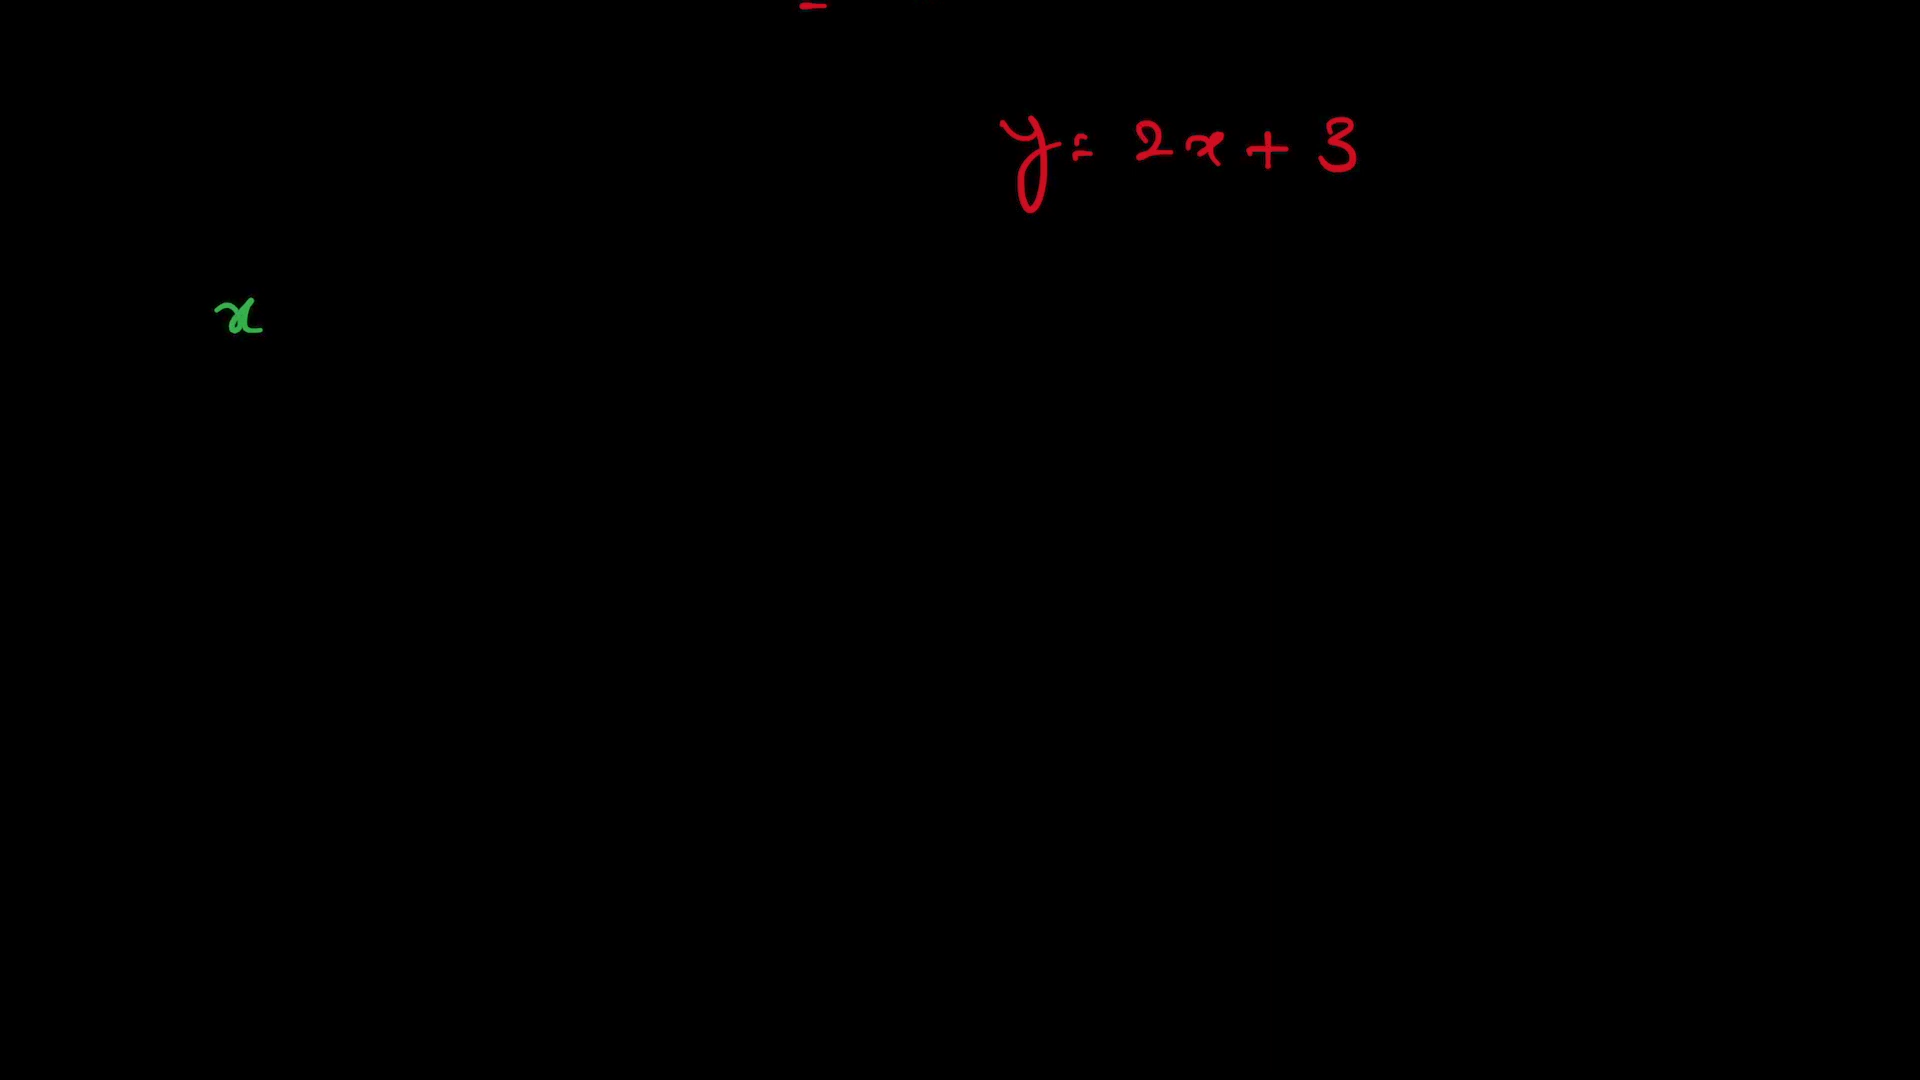 y = 2x + 3
x